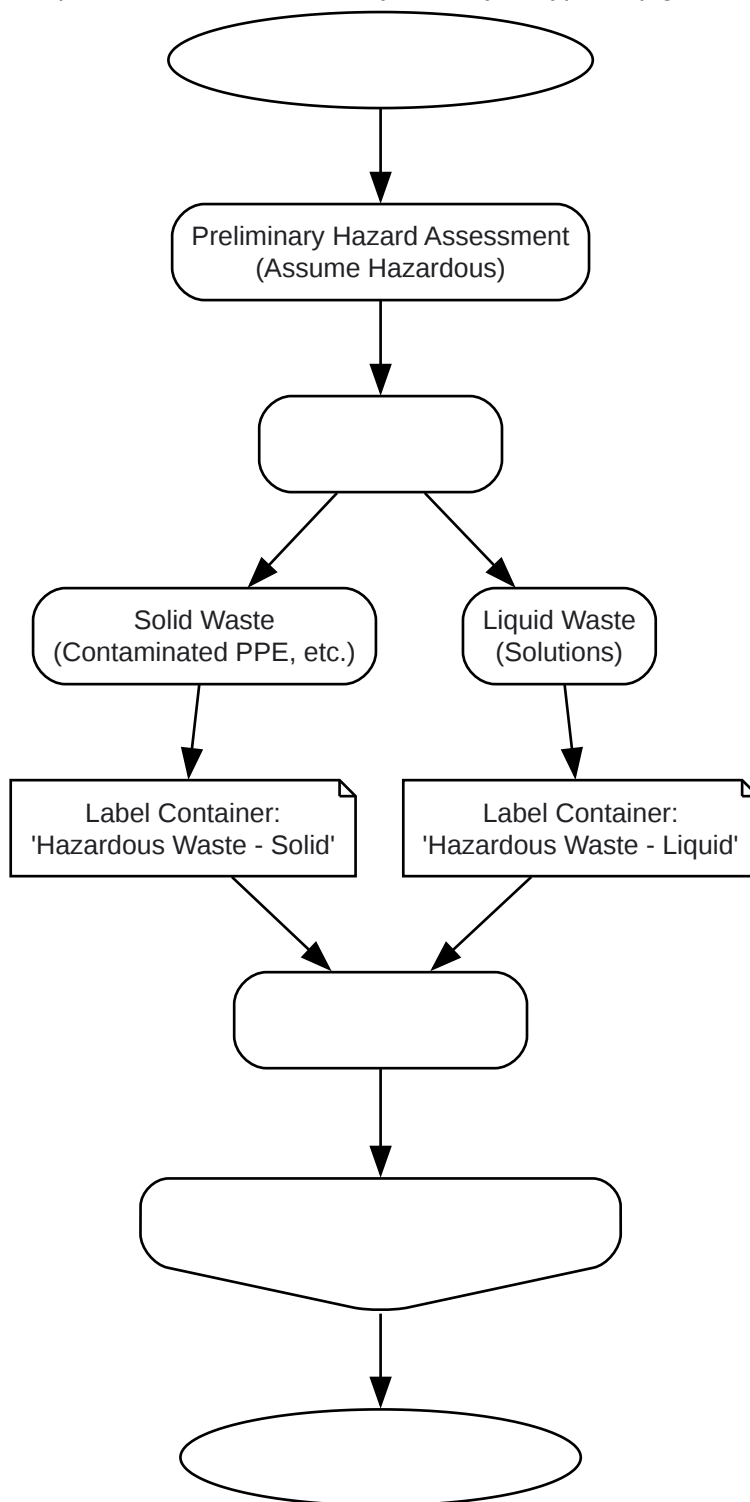 Preliminary Hazard Assessment
(Assume Hazardous)
Solid Waste
(Contaminated PPE, etc.)
Liquid Waste
(Solutions)
Label Container:
'Hazardous Waste - Solid'
Label Container:
'Hazardous Waste - Liquid'